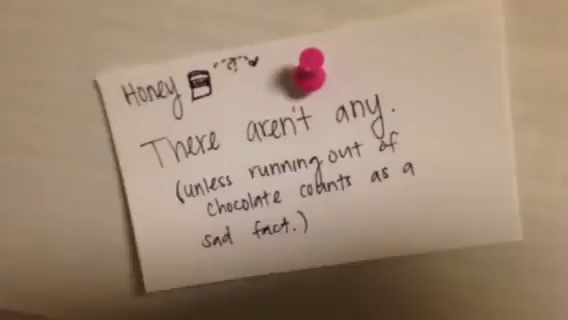 Honey
There aren't any.
(unless running out of
chocolate counts as a
sad fact.)